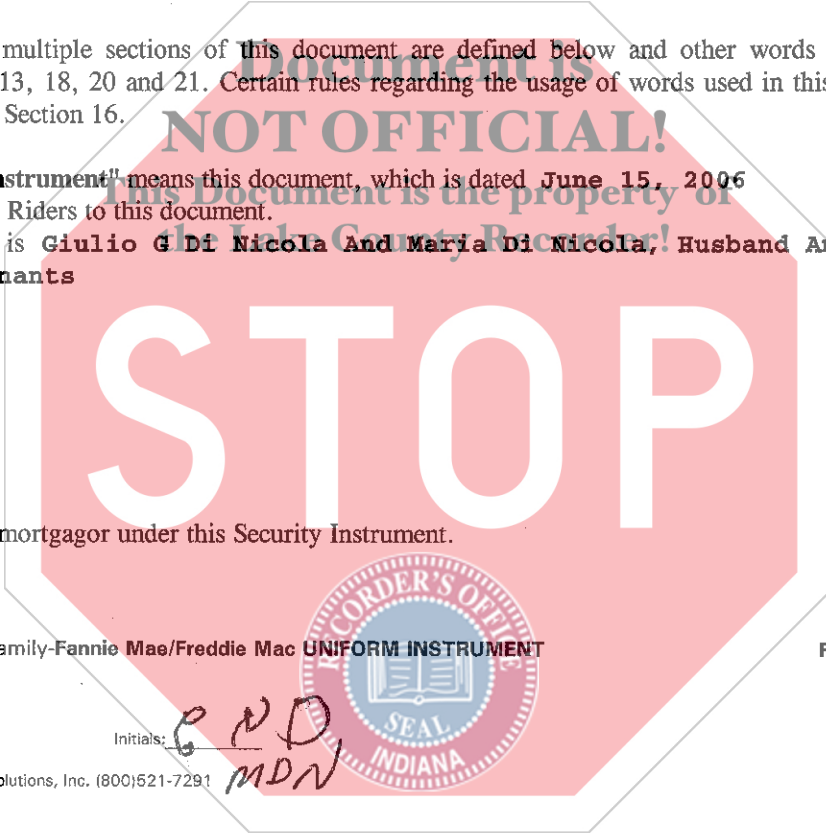 multiple sections of this document are defined below and other words
13, 18, 20 and 21. Certain rules regarding the usage of words used in this
Section 16.
Document is
NOT OFFICIAL!
This Document is the property of
the Lake County Recorder!
strument" means this document, which is dated June 15, 2006
Riders to this document.
is Giulio G Di Nicola And Maria Di Nicola, Husband
nants
STOP
mortgagor under this Security Instrument.
RECORDER'S OFFICE
SEAL
INDIANA
amily-Fannie Mae/Freddie Mac UNIFORM INSTRUMENT
Initials:
MDN
olutions, Inc. (800)521-7291